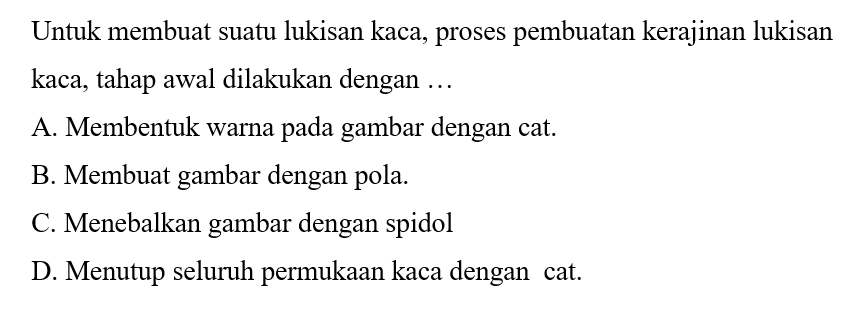 Untuk membuat suatu lukisan kaca, proses pembuatan kerajinan lukisan
kaca, tahap awal dilakukan dengan …
A. Membentuk warna pada gambar dengan cat.
B. Membuat gambar dengan pola.
C. Menebalkan gambar dengan spidol
D. Menutup seluruh permukaan kaca dengan  cat.